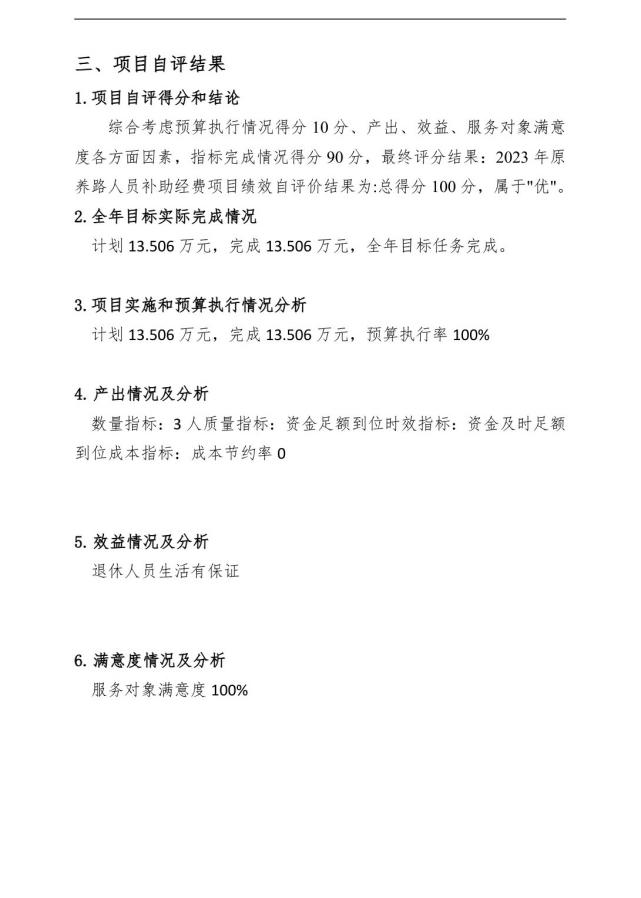 三、项目自评结果
1.项目自评得分和结论
综合考虑预算执行情况得分 10 分、产出、效益、服务对象满意
度各方面因素，指标完成情况得分 90 分，最终评分结果：2023 年原
养路人员补助经费项目绩效自评价结果为:总得分 100 分，属于"优"。
2.全年目标实际完成情况
计划 13.506 万元，完成 13.506 万元，全年目标任务完成。
3.项目实施和预算执行情况分析
计划 13.506 万元，完成 13.506 万元，预算执行率 100%
4.产出情况及分析
数量指标：3 人质量指标：资金足额到位时效指标：资金及时足额
到位成本指标：成本节约率 0
5.效益情况及分析
退休人员生活有保证
6.满意度情况及分析
服务对象满意度 100%